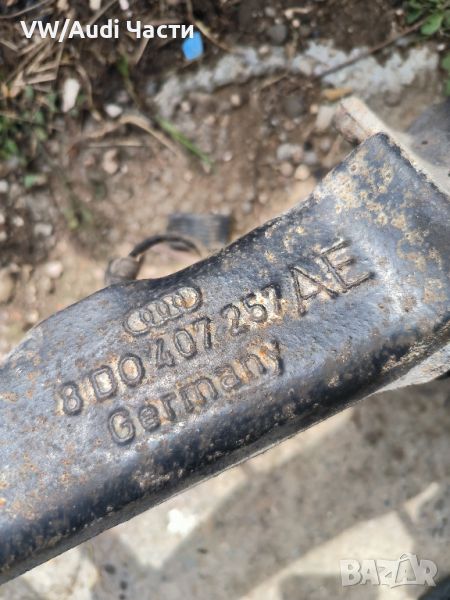 VW/Audi Части
8D0 407 257 AE
Germany
BAZAR